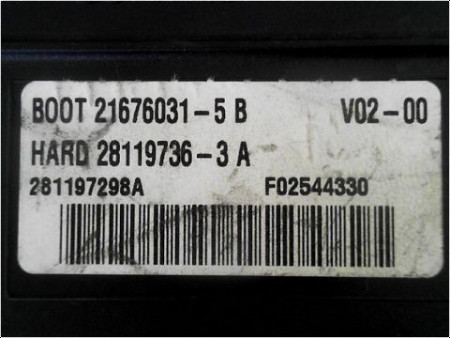 BOOT 21676031-5 B V02-00
HARD 28119736-3 A
281197298A F02544330